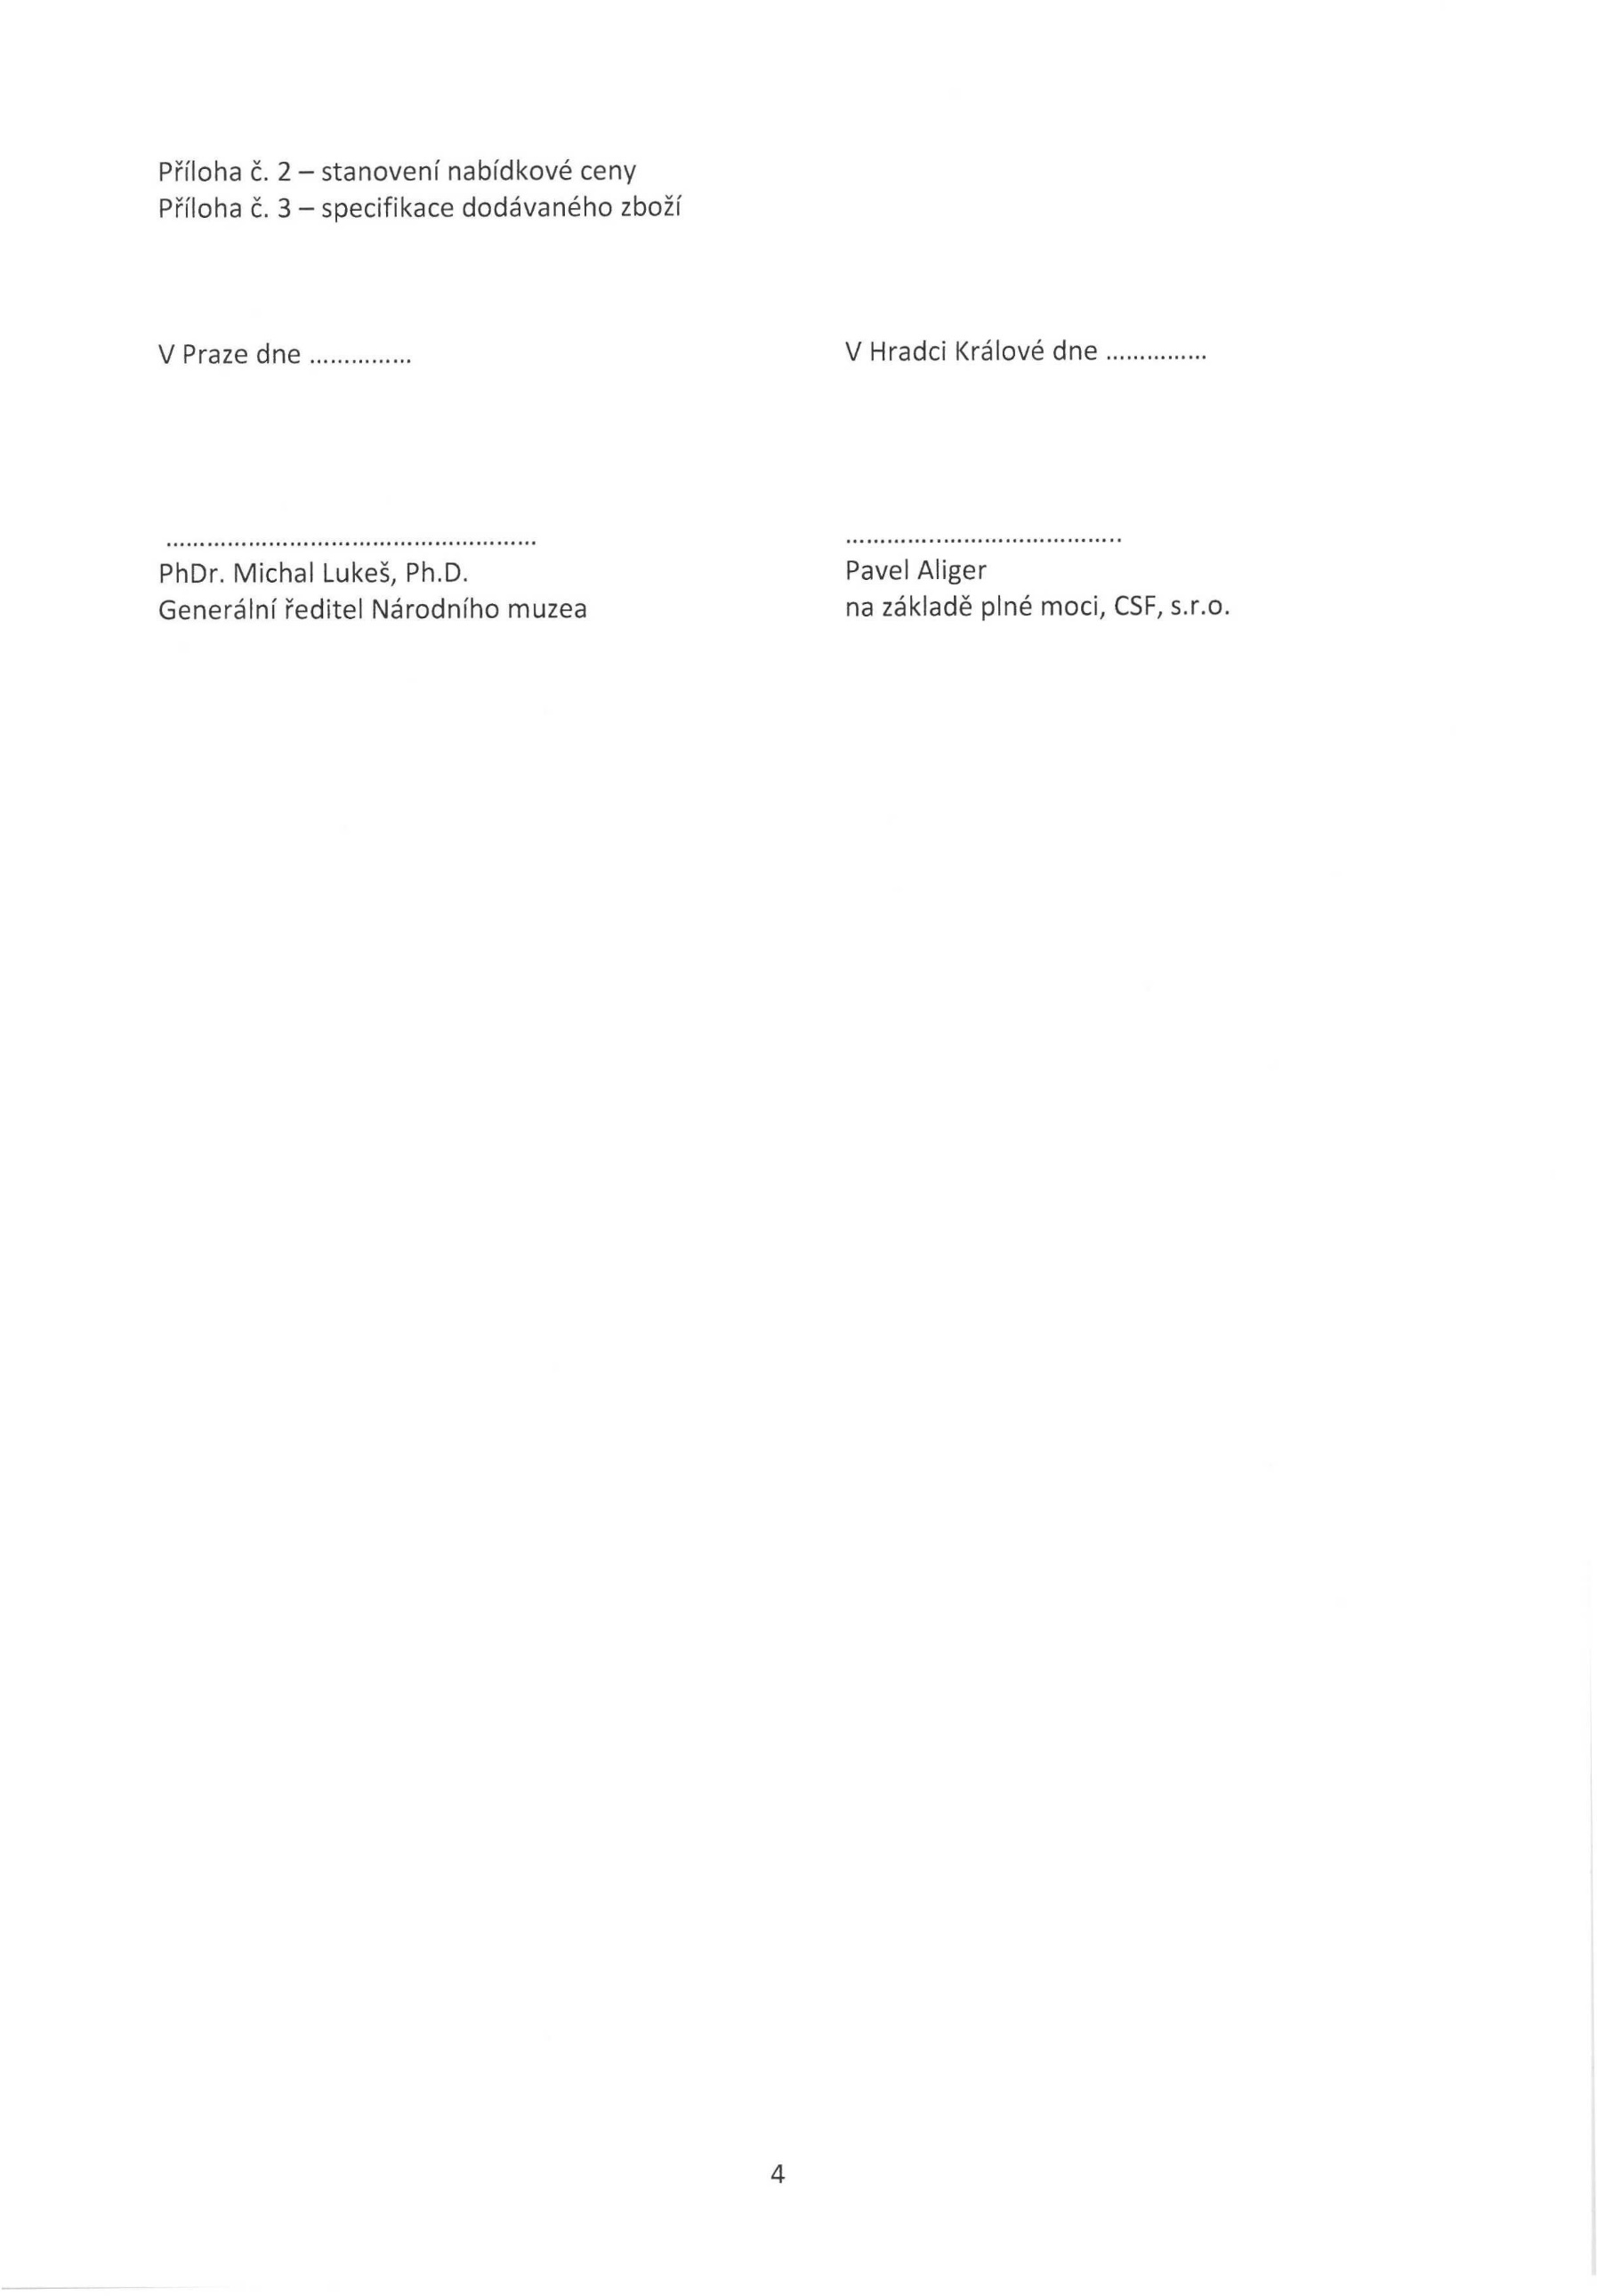 Příloha č. 2 – stanovení nabídkové ceny
Příloha č. 3 – specifikace dodávaného zboží
V Praze dne ...............
V Hradci Králové dne ...............
......................................................
........................................
PhDr. Michal Lukeš, Ph.D.
Pavel Aliger
Generální ředitel Národního muzea
na základě plné moci, CSF, s.r.o.
4